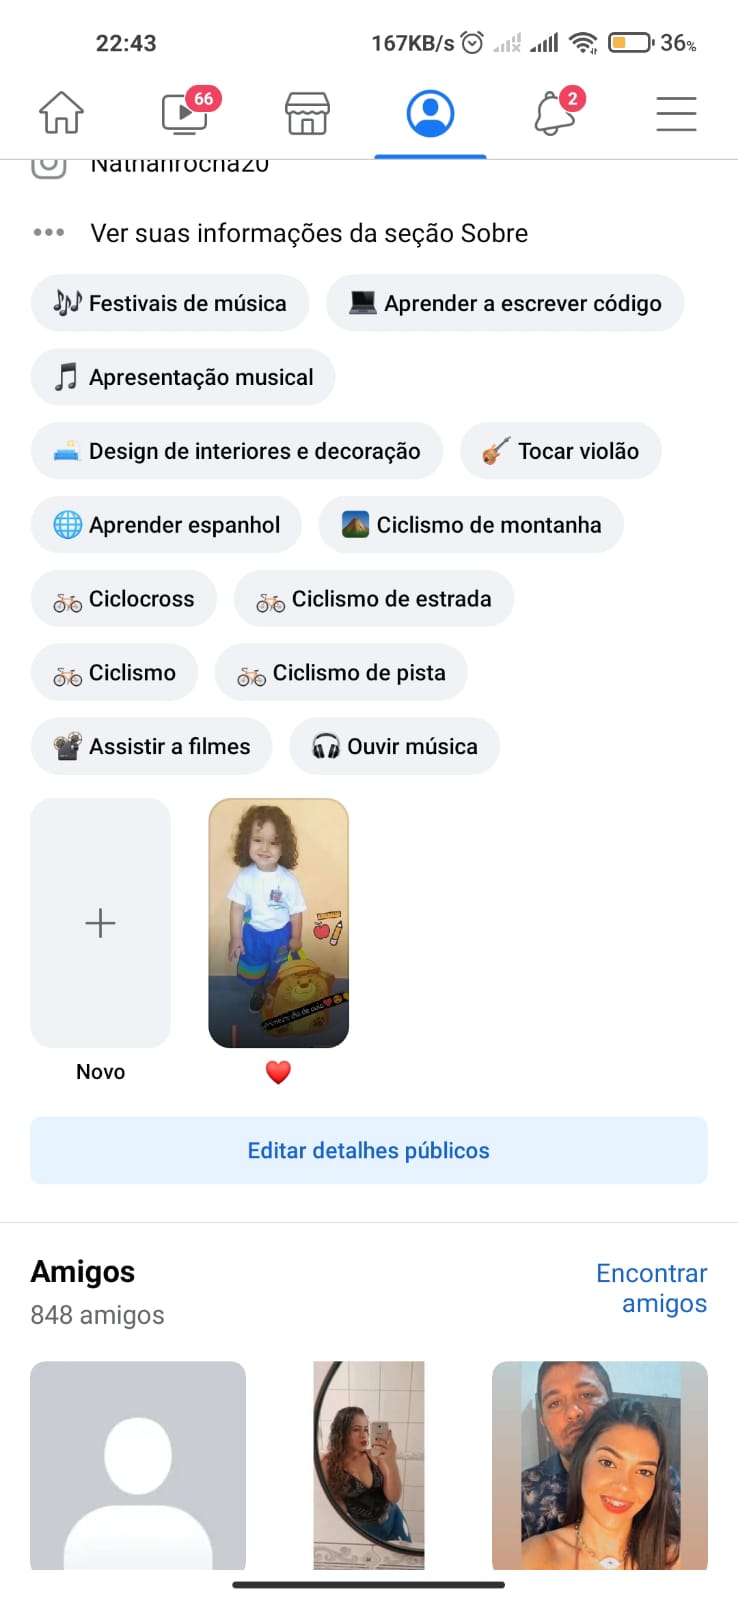 22:43
167KB/s
36%
66
2
Nathanrocha20
Ver suas informações da seção Sobre
Festivais de música
Aprender a escrever código
Apresentação musical
Design de interiores e decoração
Tocar violão
Aprender espanhol
Ciclismo de montanha
Ciclocross
Ciclismo de estrada
Ciclismo
Ciclismo de pista
Assistir a filmes
Ouvir música
Primeiro dia de aula
Novo
Editar detalhes públicos
Amigos
848 amigos
Encontrar
amigos